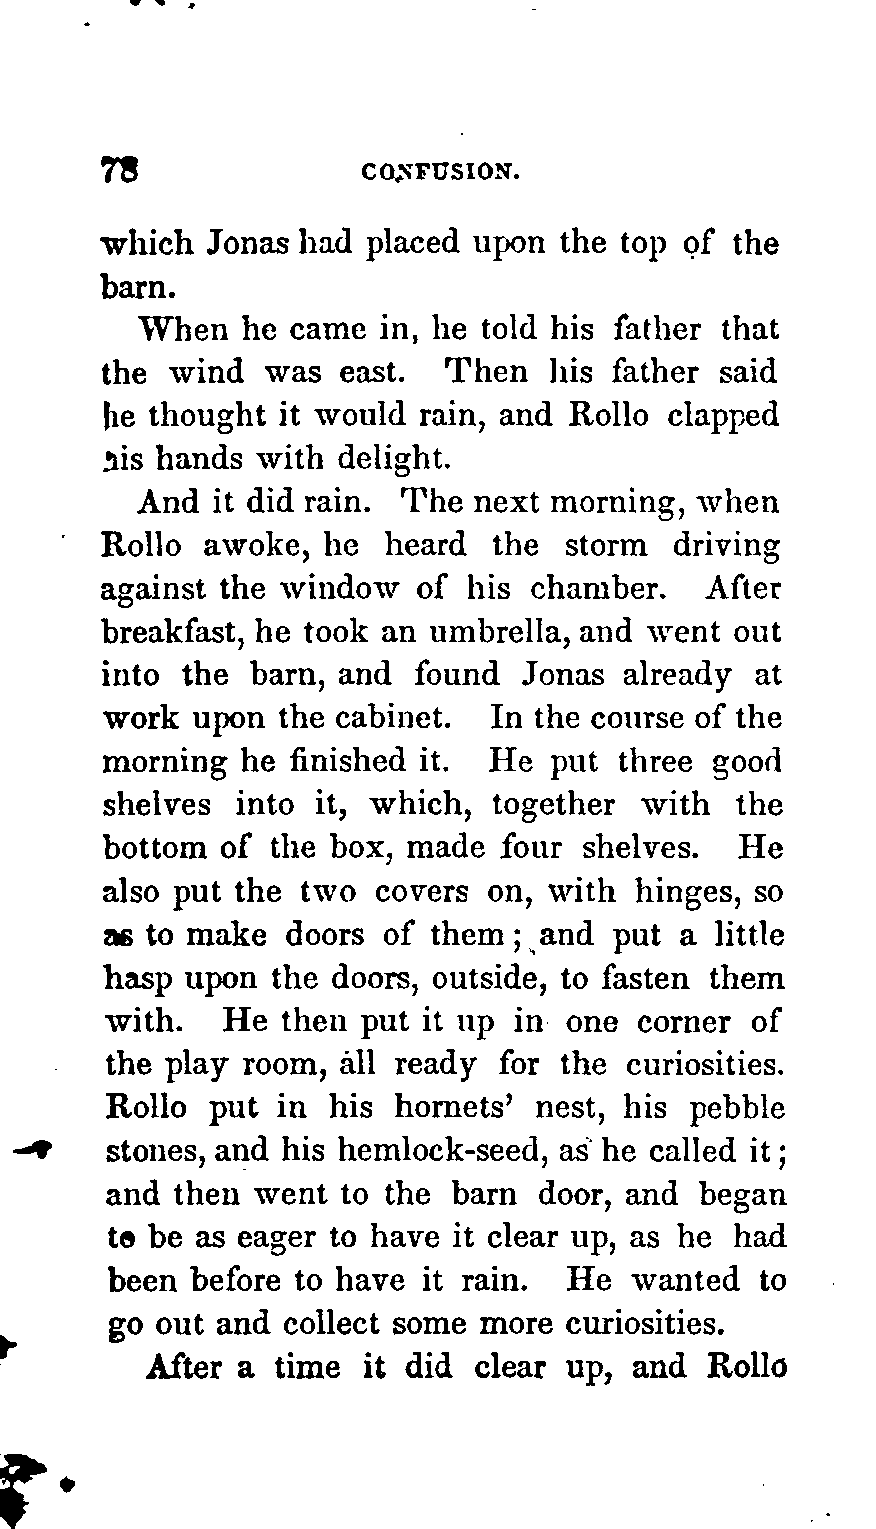 78 CONFUSION.
which Jonas had placed upon the top of the
barn.
When he came in, he told his father that
the wind was east. Then his father said
he thought it would rain, and Rollo clapped
his hands with delight.
And it did rain. The next morning, when
Rollo awoke, he heard the storm driving
against the window of his chamber. After
breakfast, he took an umbrella, and went out
into the barn, and found Jonas already at
work upon the cabinet. In the course of the
morning he finished it. He put three good
shelves into it, which, together with the
bottom of the box, made four shelves. He
also put the two covers on, with hinges, so
as to make doors of them; and put a little
hasp upon the doors, outside, to fasten them
with. He then put it up in one corner of
the play room, all ready for the curiosities.
Rollo put in his hornets' nest, his pebble
stones, and his hemlock-seed, as he called it;
and then went to the barn door, and began
to be as eager to have it clear up, as he had
been before to have it rain. He wanted to
go out and collect some more curiosities.
After a time it did clear up, and Rollo